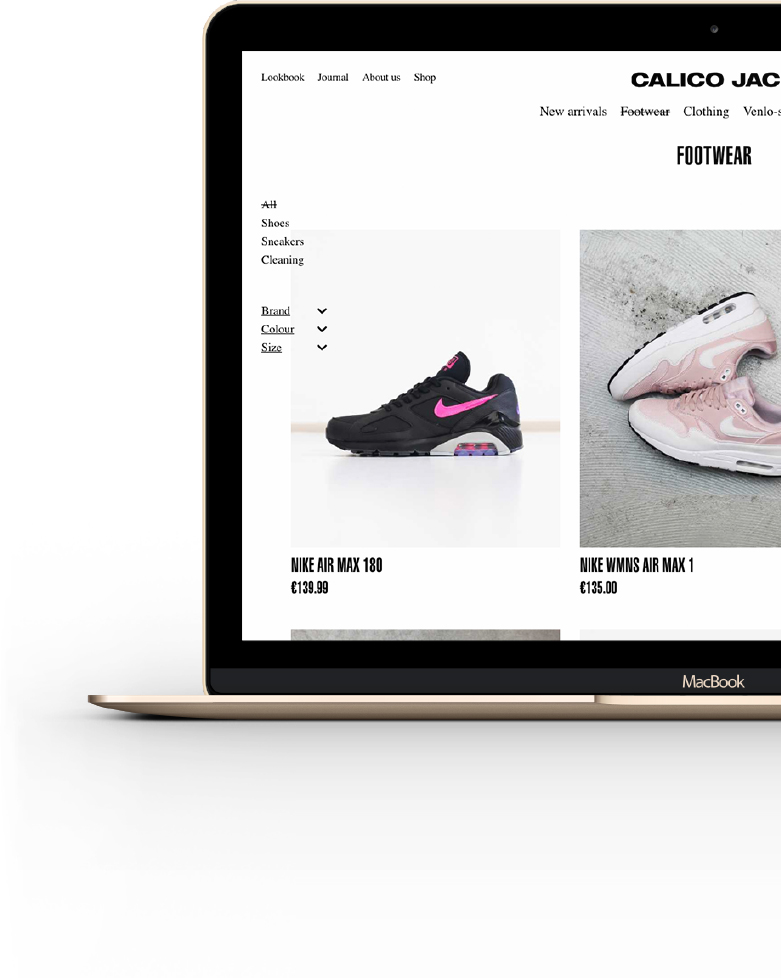 Lookbook Journal About us Shop
CALICO JAC
New arrivals Footwear Clothing Venlo-s
FOOTWEAR
All
Shoes
Sneakers
Cleaning
Brand
Colour
Size
NIKE AIR MAX 180
€139.99
NIKE WMNS AIR MAX 1
€135.00
MacBook